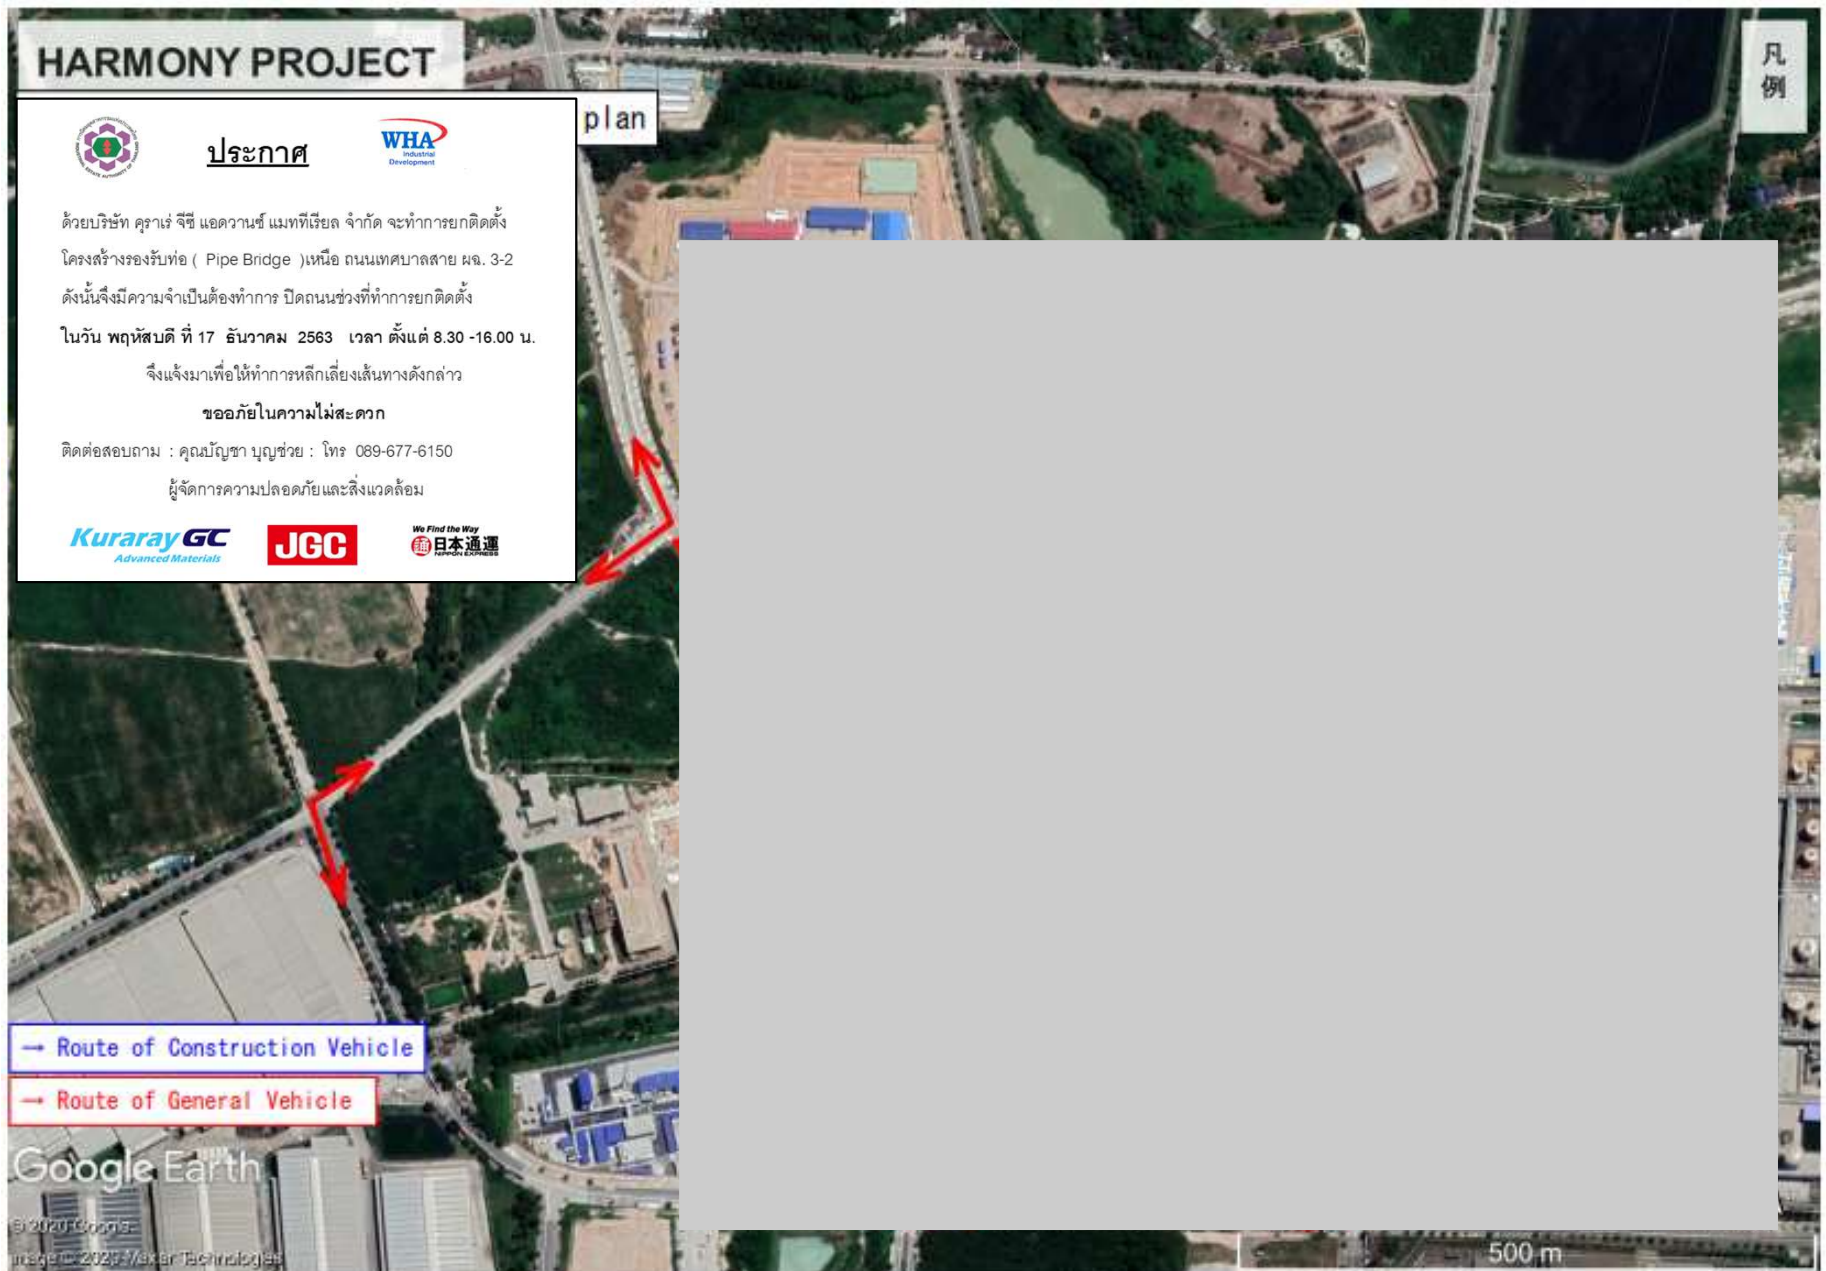 HARMONY PROJECT
plan
凡
例
ประกาศ
WHA
Industrial
Development
ด้วยบริษัท คุราเร่ จีซี แอดวานซ์ แมททีเรียล จำกัด จะทำการยกติดตั้ง
โครงสร้างรองรับท่อ ( Pipe Bridge )เหนือ ถนนเทศบาลสาย ผฉ. 3-2
ดังนั้นจึงมีความจำเป็นต้องทำการ ปิดถนนช่วงที่ทำการยกติดตั้ง
ในวัน พฤหัสบดี ที่ 17 ธันวาคม 2563 เวลา ตั้งแต่ 8.30 -16.00 น.
จึงแจ้งมาเพื่อให้ทำการหลีกเลี่ยงเส้นทางดังกล่าว
ขออภัยในความไม่สะดวก
ติดต่อสอบถาม : คุณบัญชา บุญช่วย : โทร 089-677-6150
ผู้จัดการความปลอดภัยและสิ่งแวดล้อม
Kuraray GC
Advanced Materials
JGC
We Find the Way
通 日本通運
NIPPON EXPRESS
→ Route of Construction Vehicle
→ Route of General Vehicle
Google Earth
© 2020 Google
Image © 2020 Maxar Technologies
500 m